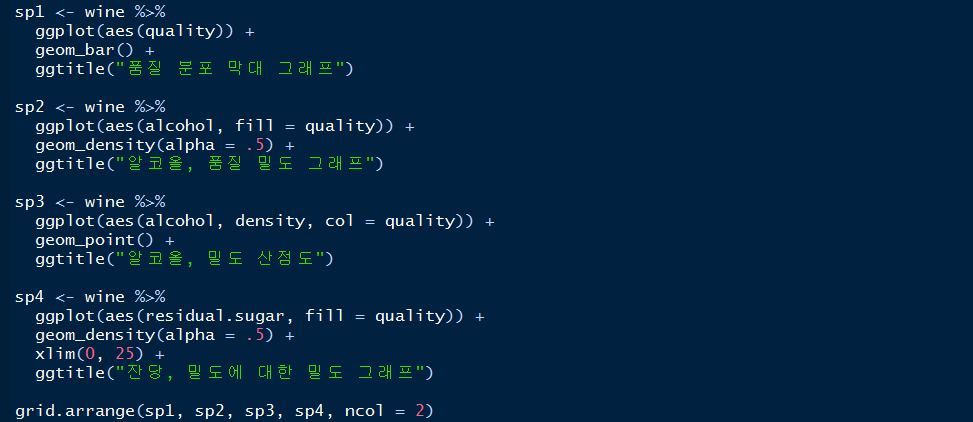 sp1 <- wine %>%
  ggplot(aes(quality)) +
  geom_bar() +
  ggtitle("품질 분포 막대 그래프")

sp2 <- wine %>%
  ggplot(aes(alcohol, fill = quality)) +
  geom_density(alpha = .5) +
  ggtitle("알코올, 품질 밀도 그래프")

sp3 <- wine %>%
  ggplot(aes(alcohol, density, col = quality)) +
  geom_point() +
  ggtitle("알코올, 밀도 산점도")

sp4 <- wine %>%
  ggplot(aes(residual.sugar, fill = quality)) +
  geom_density(alpha = .5) +
  xlim(0, 25) +
  ggtitle("잔당, 밀도에 대한 밀도 그래프")

grid.arrange(sp1, sp2, sp3, sp4, ncol = 2)